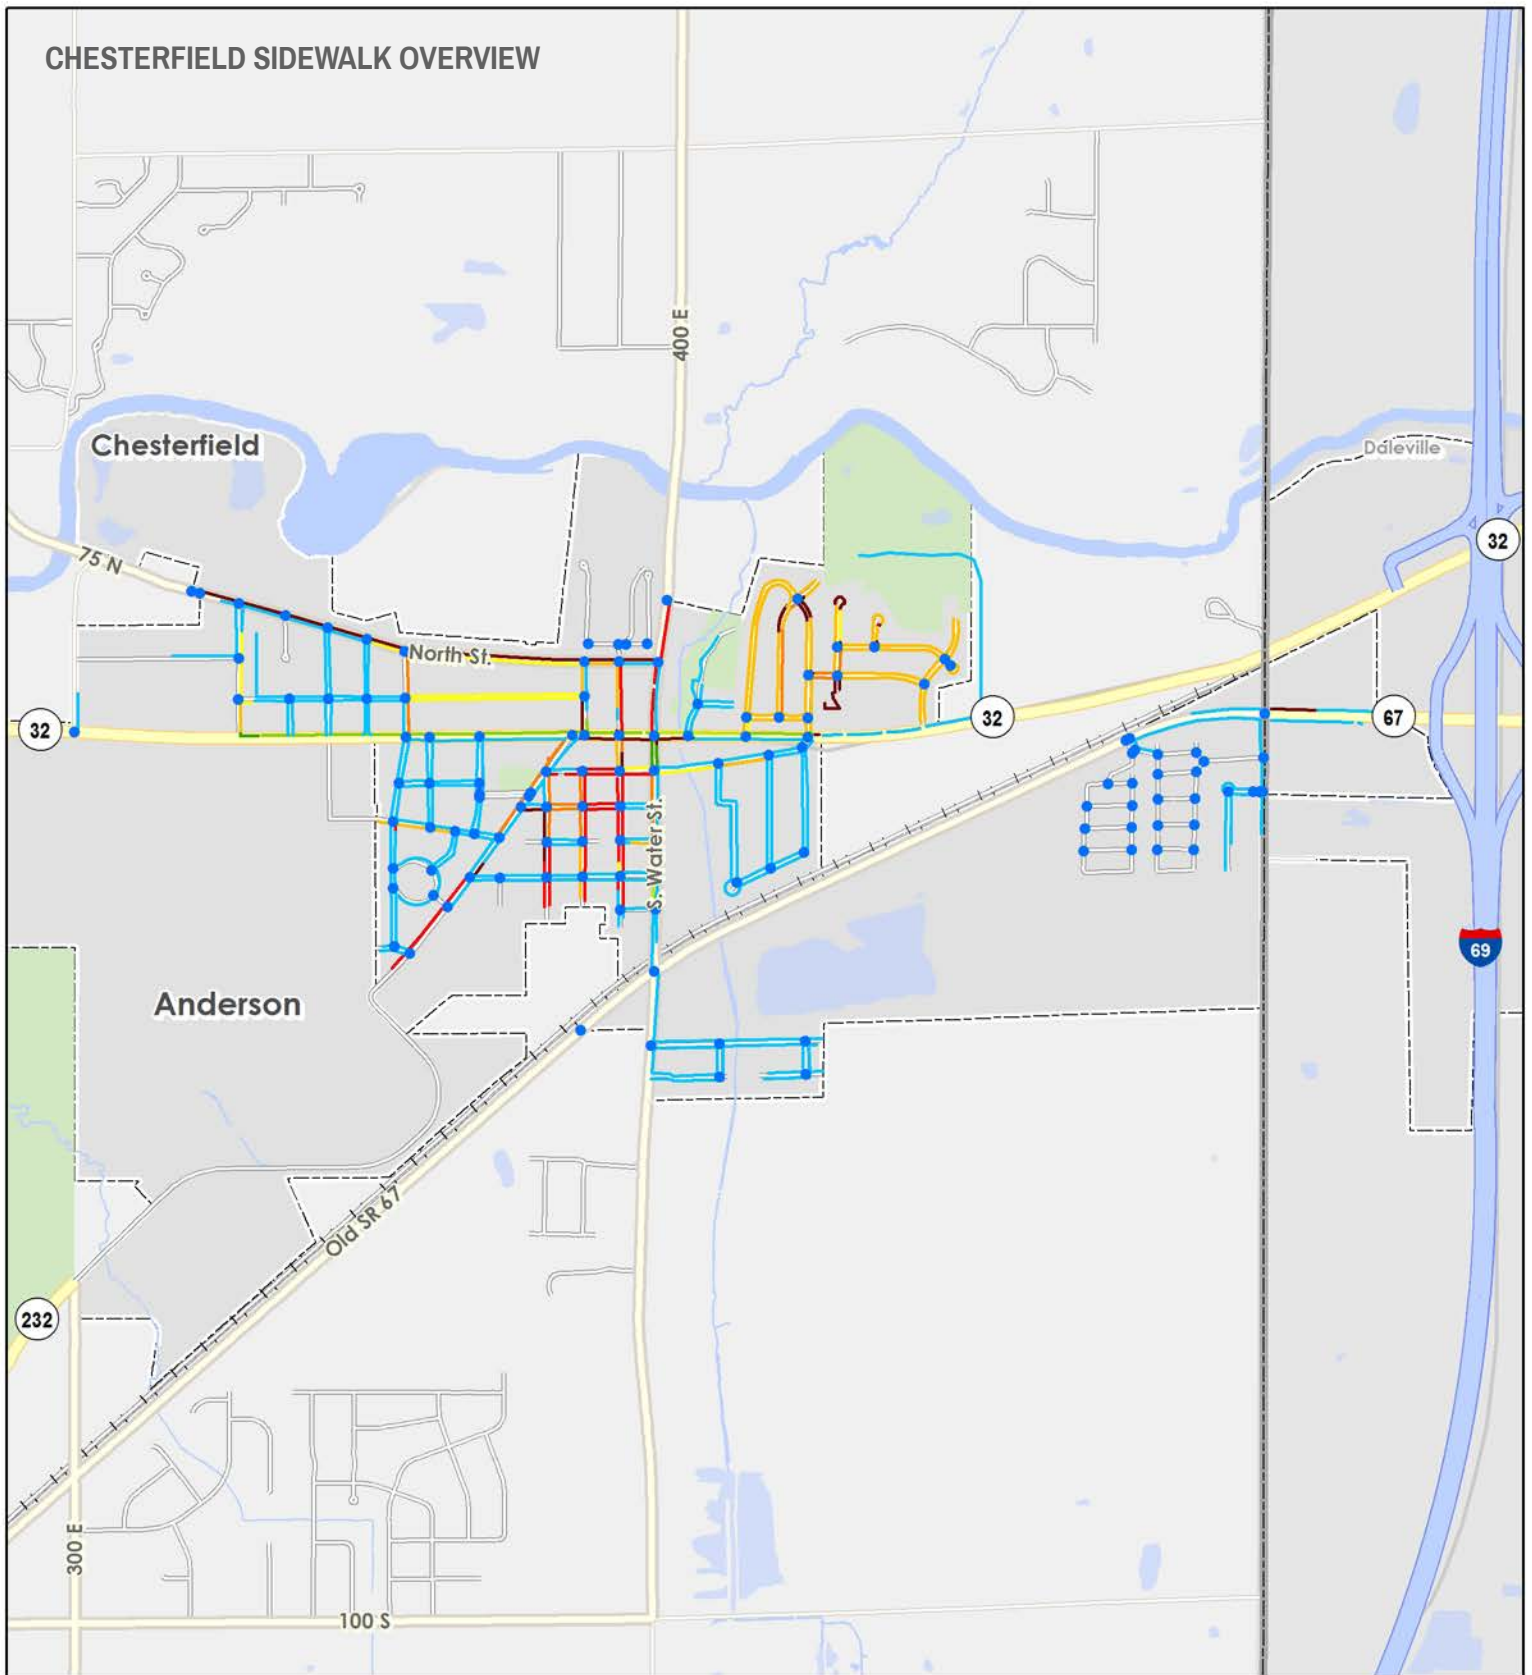 CHESTERFIELD SIDEWALK OVERVIEW
400 E
Chesterfield
Daleville
32
75 N
North St.
32
32
67
S. Water St.
69
Anderson
Old SR 67
232
300 E
100 S